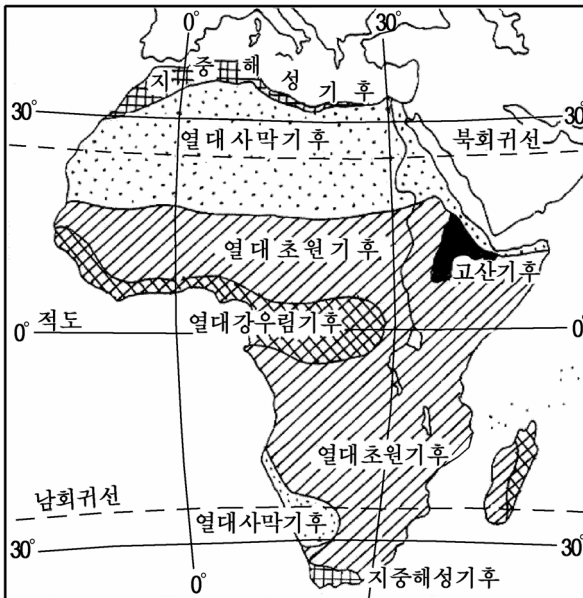 0°
30°
지중해성기후
30°
30°
열대사막기후
북회귀선
열대초원기후
고산기후
적도
열대강우림기후
0°
0°
열대초원기후
남회귀선
열대사막기후
30°
30°
0°
지중해성기후